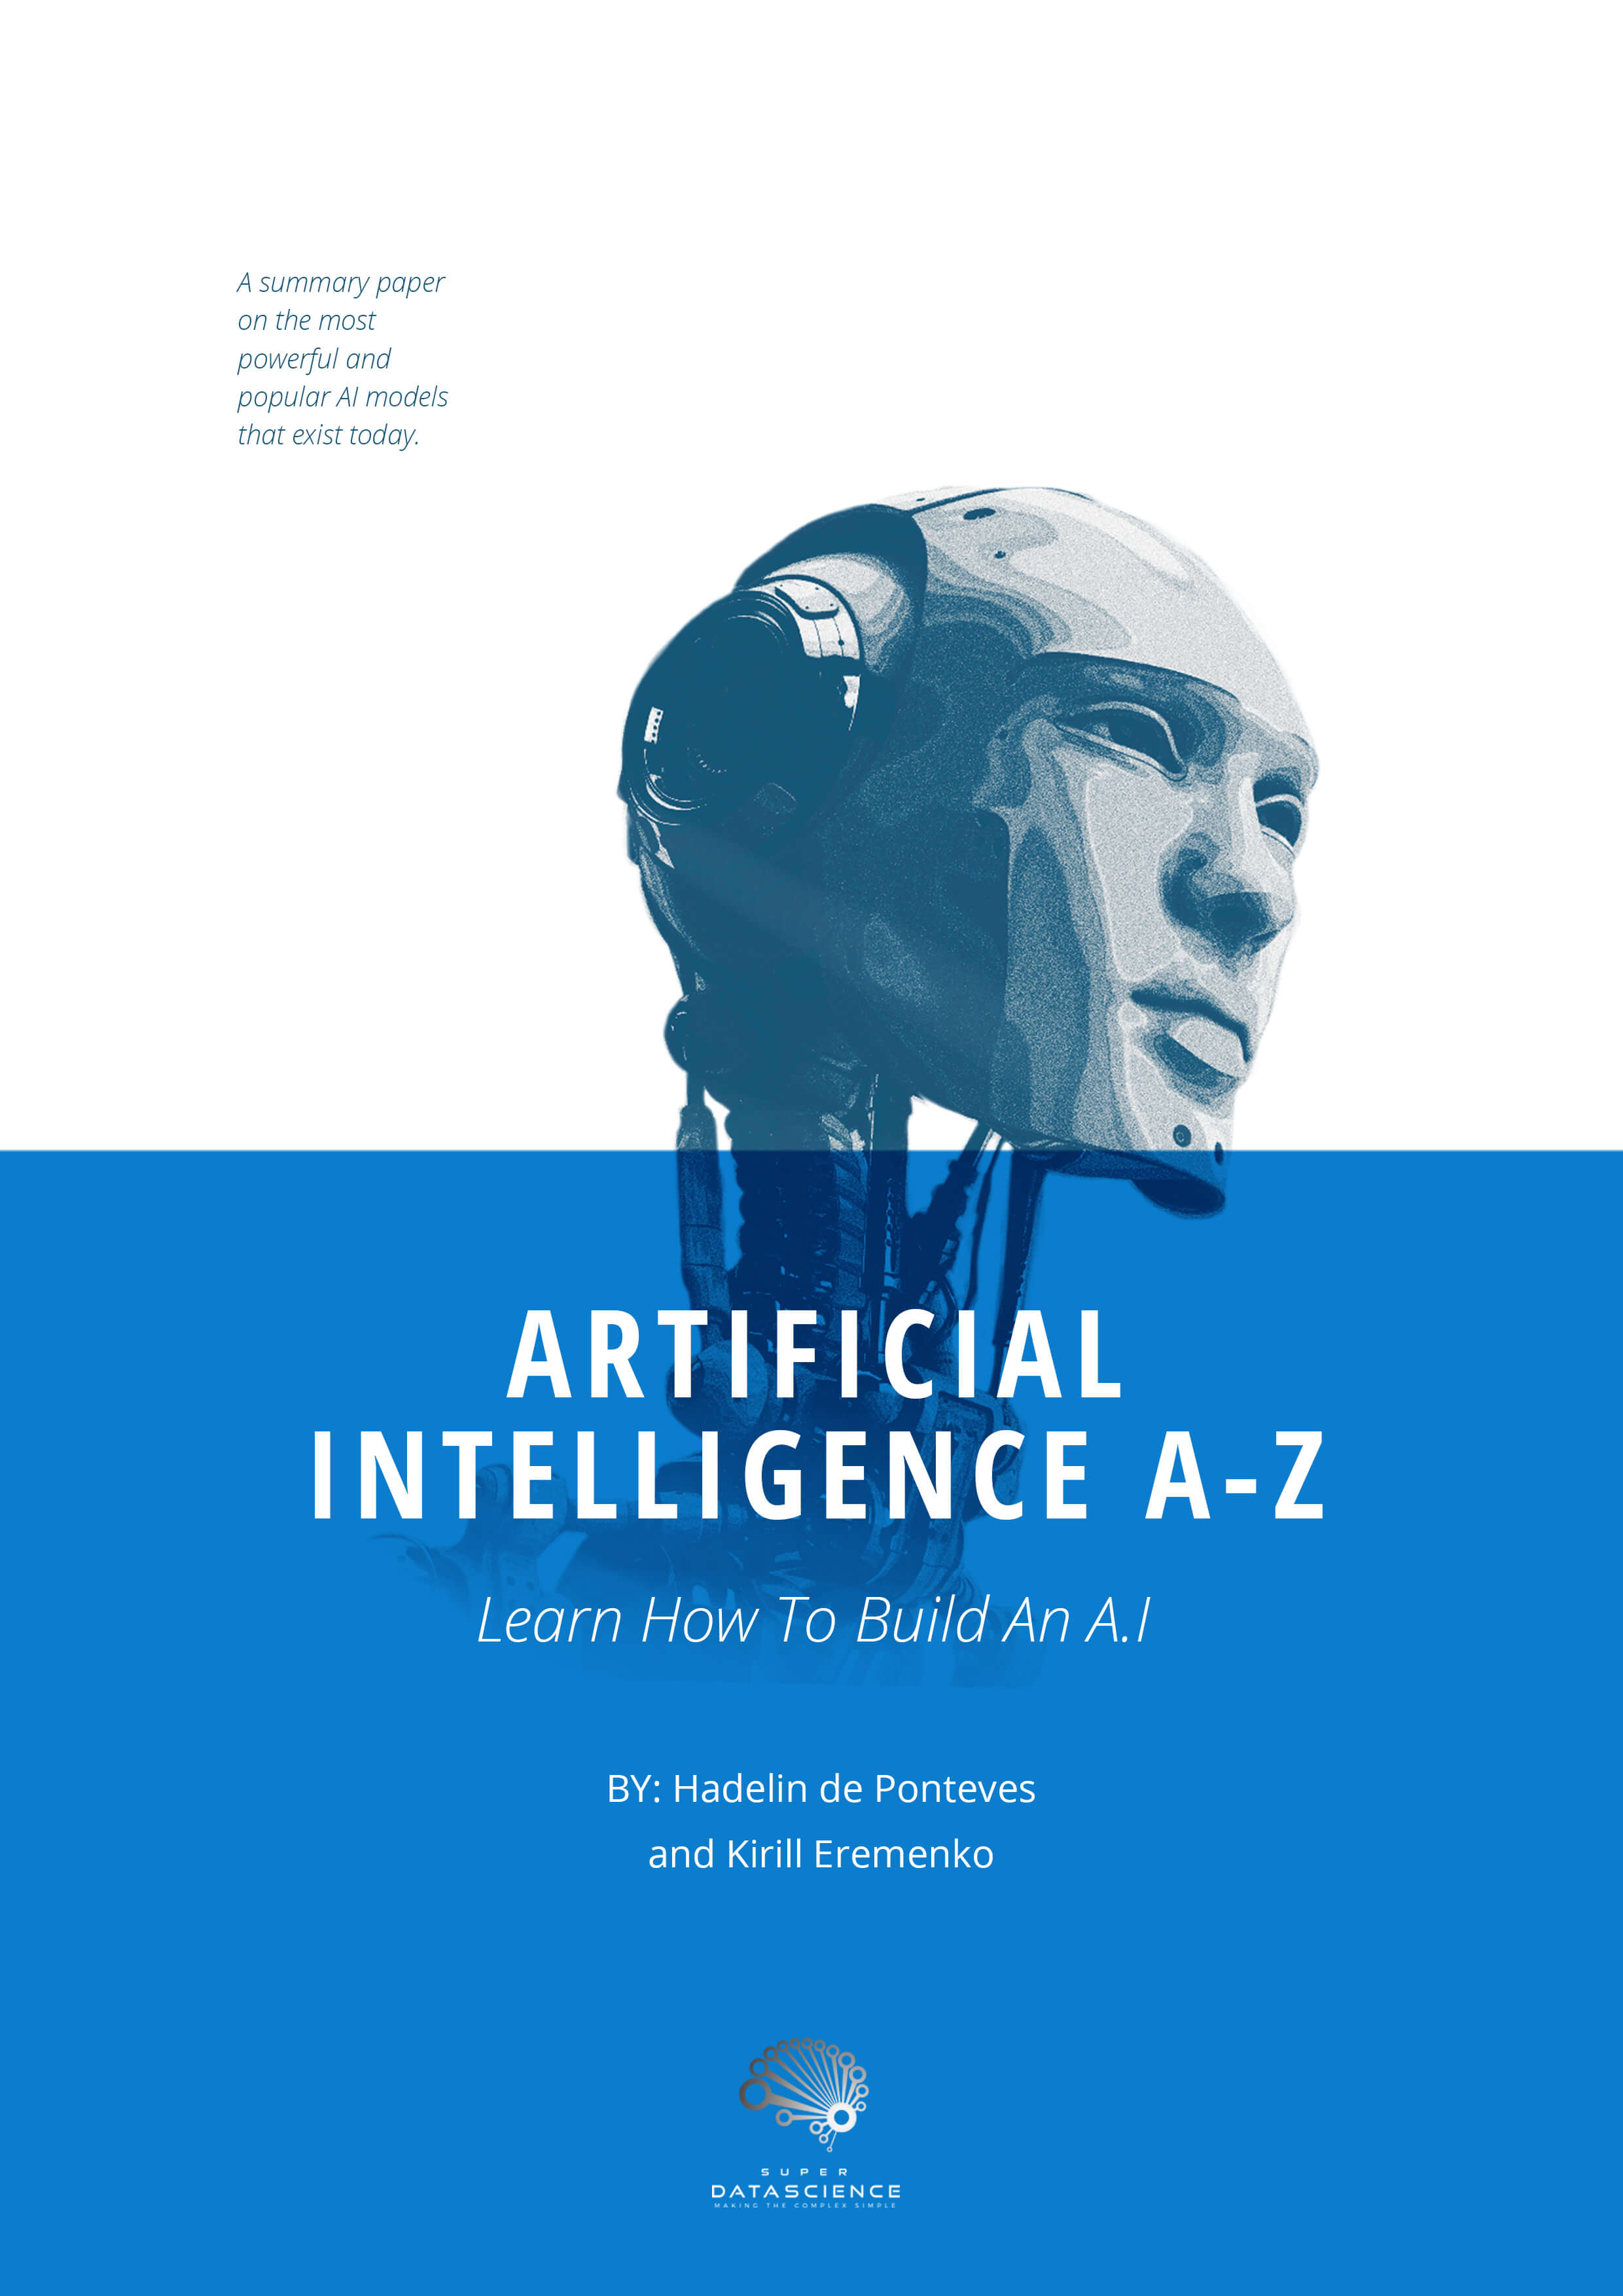 A summary paper
on the most
powerful and
popular AI models
that exist today.
ARTIFICIAL
INTELLIGENCE A-Z
Learn How To Build An A.I
BY: Hadelin de Ponteves
and Kirill Eremenko
SUPER
DATASCIENCE
MAKING THE COMPLEX SIMPLE